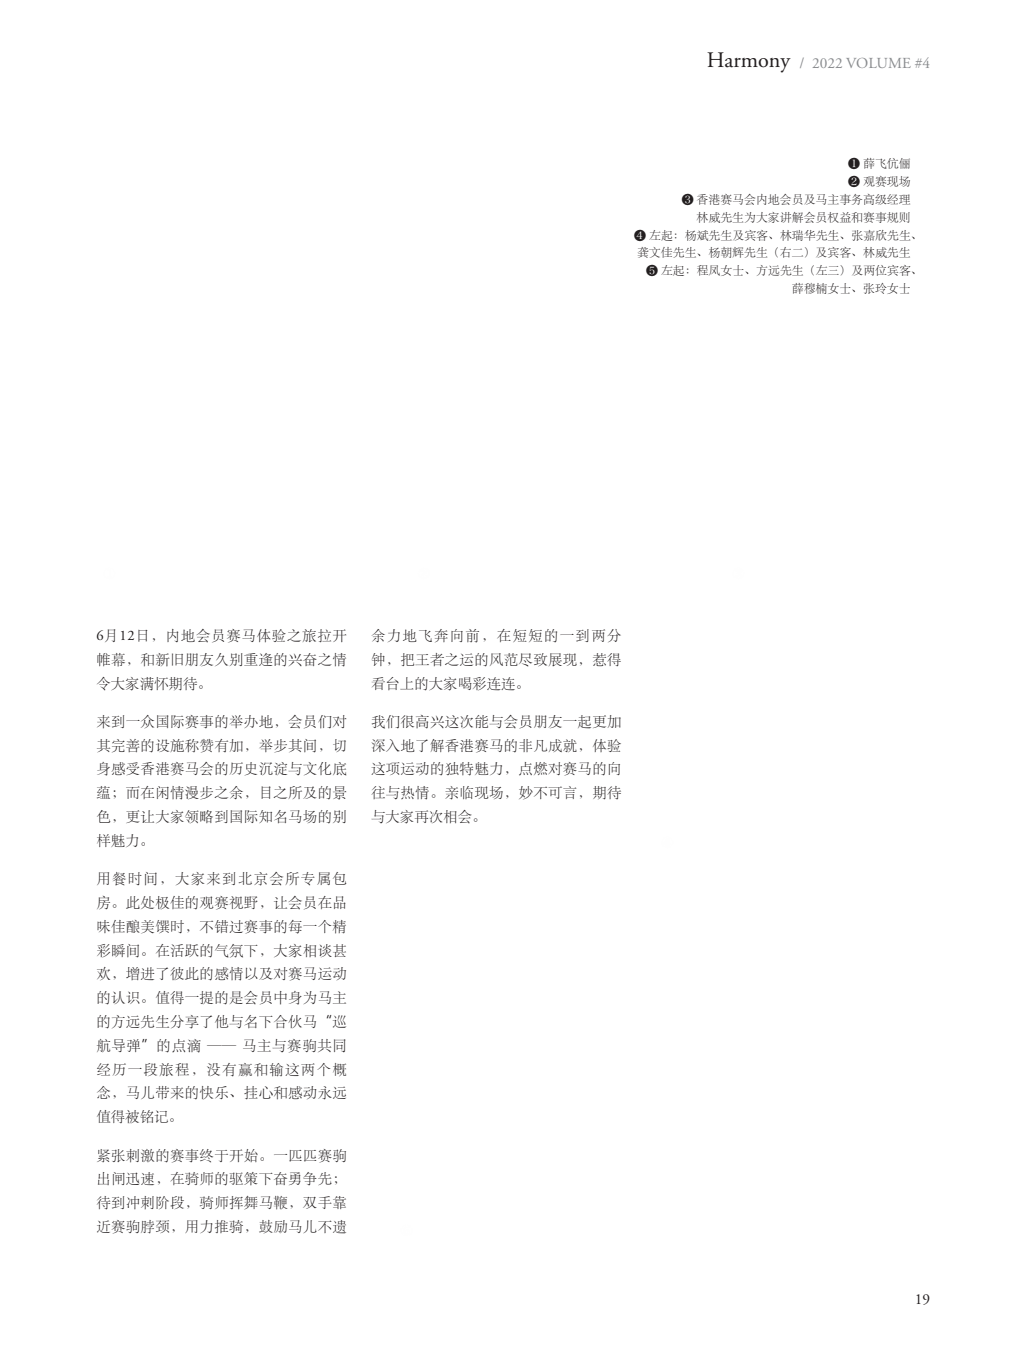 Harmony / 2022 VOLUME #4
❶ 薛飞伉俪
❷ 观赛现场
❸ 香港赛马会内地会员及马主事务高级经理
林威先生为大家讲解会员权益和赛事规则
❹ 左起：杨斌先生及宾客、林瑞华先生、张嘉欣先生、
龚文佳先生、杨朝辉先生（右二）及宾客、林威先生
❺ 左起：程凤女士、方远先生（左三）及两位宾客、
薛穆楠女士、张玲女士
6月12日，内地会员赛马体验之旅拉开
帷幕，和新旧朋友久别重逢的兴奋之情
令大家满怀期待。
来到一众国际赛事的举办地，会员们对
其完善的设施称赞有加，举步其间，切
身感受香港赛马会的历史沉淀与文化底
蕴；而在闲情漫步之余，目之所及的景
色，更让大家领略到国际知名马场的别
样魅力。
用餐时间，大家来到北京会所专属包
房。此处极佳的观赛视野，让会员在品
味佳酿美馔时，不错过赛事的每一个精
彩瞬间。在活跃的气氛下，大家相谈甚
欢，增进了彼此的感情以及对赛马运动
的认识。值得一提的是会员中身为马主
的方远先生分享了他与名下合伙马“巡
航导弹”的点滴 —— 马主与赛驹共同
经历一段旅程，没有赢和输这两个概
念，马儿带来的快乐、挂心和感动永远
值得被铭记。
紧张刺激的赛事终于开始。一匹匹赛驹
出闸迅速，在骑师的驱策下奋勇争先；
待到冲刺阶段，骑师挥舞马鞭，双手靠
近赛驹脖颈，用力推骑，鼓励马儿不遗
余力地飞奔向前，在短短的一到两分
钟，把王者之运的风范尽致展现，惹得
看台上的大家喝彩连连。
我们很高兴这次能与会员朋友一起更加
深入地了解香港赛马的非凡成就，体验
这项运动的独特魅力，点燃对赛马的向
往与热情。亲临现场，妙不可言，期待
与大家再次相会。
19